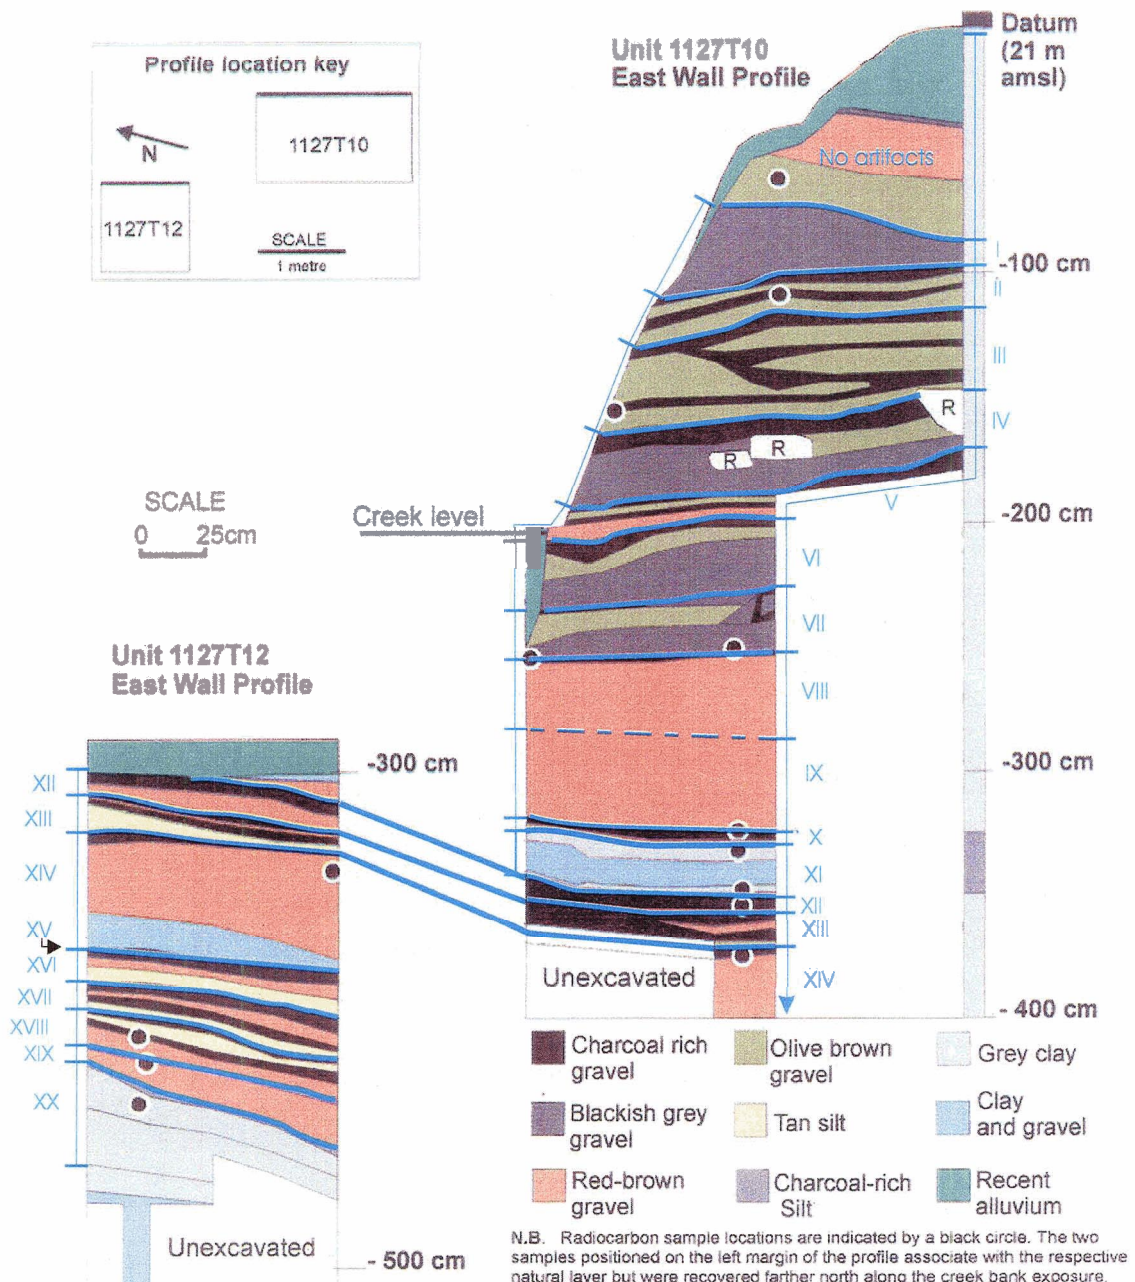 Profile location key
N
1127T10
1127T12
SCALE
1 metre
Unit 1127T10
East Wall Profile
Datum
(21 m
amsl)
No artifacts
I
-100 cm
II
III
R
IV
R
R
V
SCALE
0 25cm
Creek level
-200 cm
VI
VII
VIII
Unit 1127T12
East Wall Profile
-300 cm
-300 cm
IX
XII
XIII
XIV
XV
XVI
XVII
XVIII
XIX
XX
X
XI
XII
XIII
XIV
Unexcavated
- 400 cm
Charcoal rich
gravel
Olive brown
gravel
Grey clay
Blackish grey
gravel
Tan silt
Clay
and gravel
Red-brown
gravel
Charcoal-rich
Silt
Recent
alluvium
Unexcavated
- 500 cm
N.B. Radiocarbon sample locations are indicated by a black circle. The two
samples positioned on the left margin of the profile associate with the respective
natural layer but were recovered farther north along the creek bank exposure.